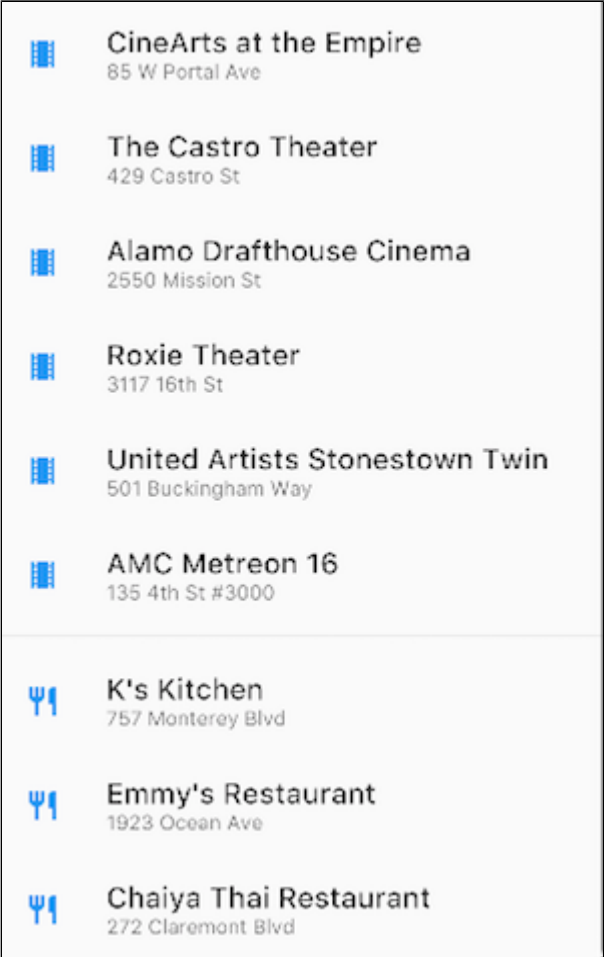 CineArts at the Empire
85 W Portal Ave
The Castro Theater
429 Castro St
Alamo Drafthouse Cinema
2550 Mission St
Roxie Theater
3117 16th St
United Artists Stonestown Twin
501 Buckingham Way
AMC Metreon 16
135 4th St #3000
K's Kitchen
757 Monterey Blvd
Emmy's Restaurant
1923 Ocean Ave
Chaiya Thai Restaurant
272 Claremont Blvd